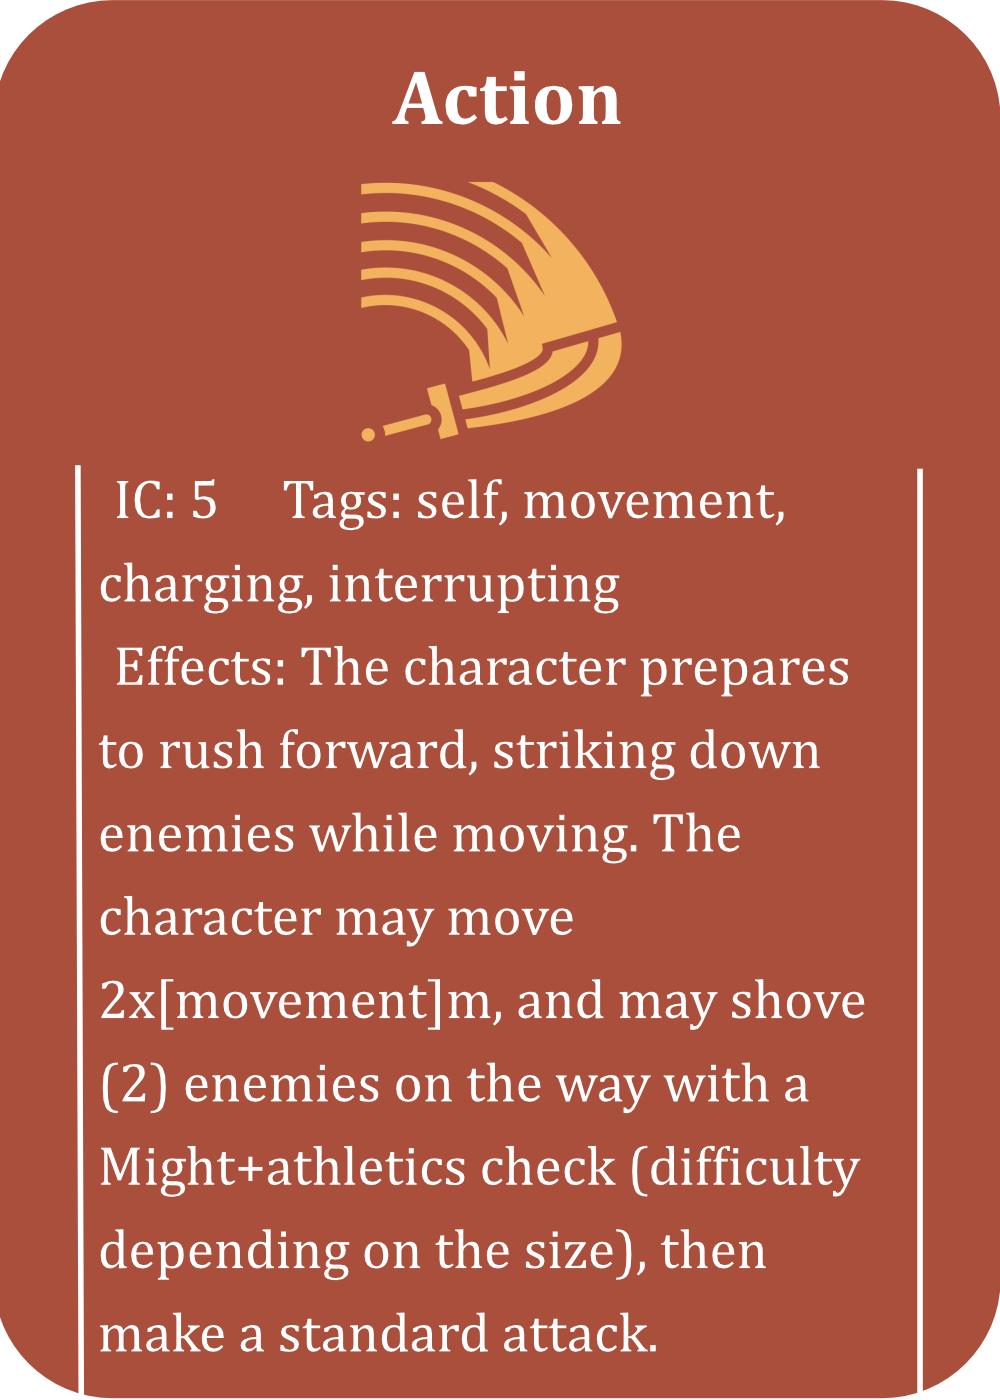 Action
IC: 5 Tags: self, movement,
charging, interrupting
Effects: The character prepares
to rush forward, striking down
enemies while moving. The
character may move
2x[movement]m, and may shove
(2) enemies on the way with a
Might+athletics check (difficulty
depending on the size), then
make a standard attack.